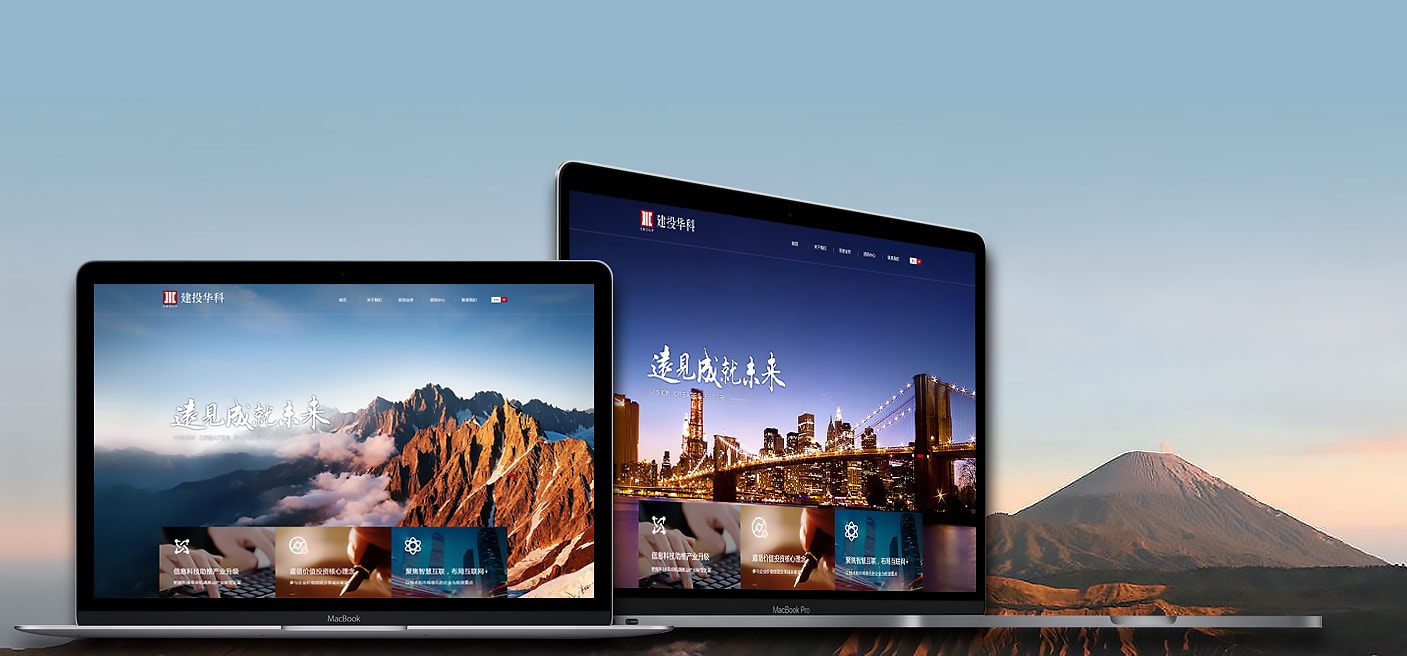 建投华科
GROUP
首页
关于我们
投资业务
资讯中心
联系我们
遠見成就未来
VISION CREATES FUTURE
信息科技助推产业升级
遵循价值投资核心理念
聚焦智慧互联，布局互联网+
MacBook
建投华科
GROUP
首页
关于我们
投资业务
资讯中心
联系我们
遠見成就未来
VISION CREATES FUTURE
信息科技助推产业升级
遵循价值投资核心理念
聚焦智慧互联，布局互联网+
MacBook Pro